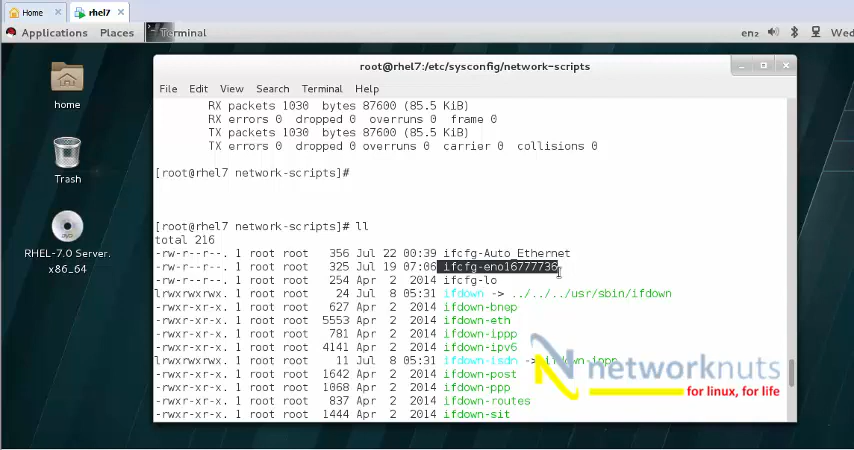 Home rhel7
Applications Places Terminal en2 Wed
root@rhel7:/etc/sysconfig/network-scripts
File Edit View Search Terminal Help
RX packets 1030 bytes 87600 (85.5 KiB)
RX errors 0 dropped 0 overruns 0 frame 0
TX packets 1030 bytes 87600 (85.5 KiB)
TX errors 0 dropped 0 overruns 0 carrier 0 collisions 0
[root@rhel7 network-scripts]#
[root@rhel7 network-scripts]# ll
total 216
-rw-r--r--. 1 root root 356 Jul 22 00:39 ifcfg-Auto_Ethernet
-rw-r--r--. 1 root root 325 Jul 19 07:06 ifcfg-eno16777736
-rw-r--r--. 1 root root 254 Apr 2 2014 ifcfg-lo
lrwxrwxrwx. 1 root root 24 Jul 8 05:31 ifdown -> ../../../usr/sbin/ifdown
-rwxr-xr-x. 1 root root 627 Apr 2 2014 ifdown-bnep
-rwxr-xr-x. 1 root root 5553 Apr 2 2014 ifdown-eth
-rwxr-xr-x. 1 root root 781 Apr 2 2014 ifdown-ippp
-rwxr-xr-x. 1 root root 4141 Apr 2 2014 ifdown-ipv6
lrwxrwxrwx. 1 root root 11 Jul 8 05:31 ifdown-isdn -> ifdown-ippp
-rwxr-xr-x. 1 root root 1642 Apr 2 2014 ifdown-post
-rwxr-xr-x. 1 root root 1068 Apr 2 2014 ifdown-ppp
-rwxr-xr-x. 1 root root 837 Apr 2 2014 ifdown-routes
-rwxr-xr-x. 1 root root 1444 Apr 2 2014 ifdown-sit
home
Trash
RHEL-7.0 Server.
x86_64
networknuts
for linux, for life